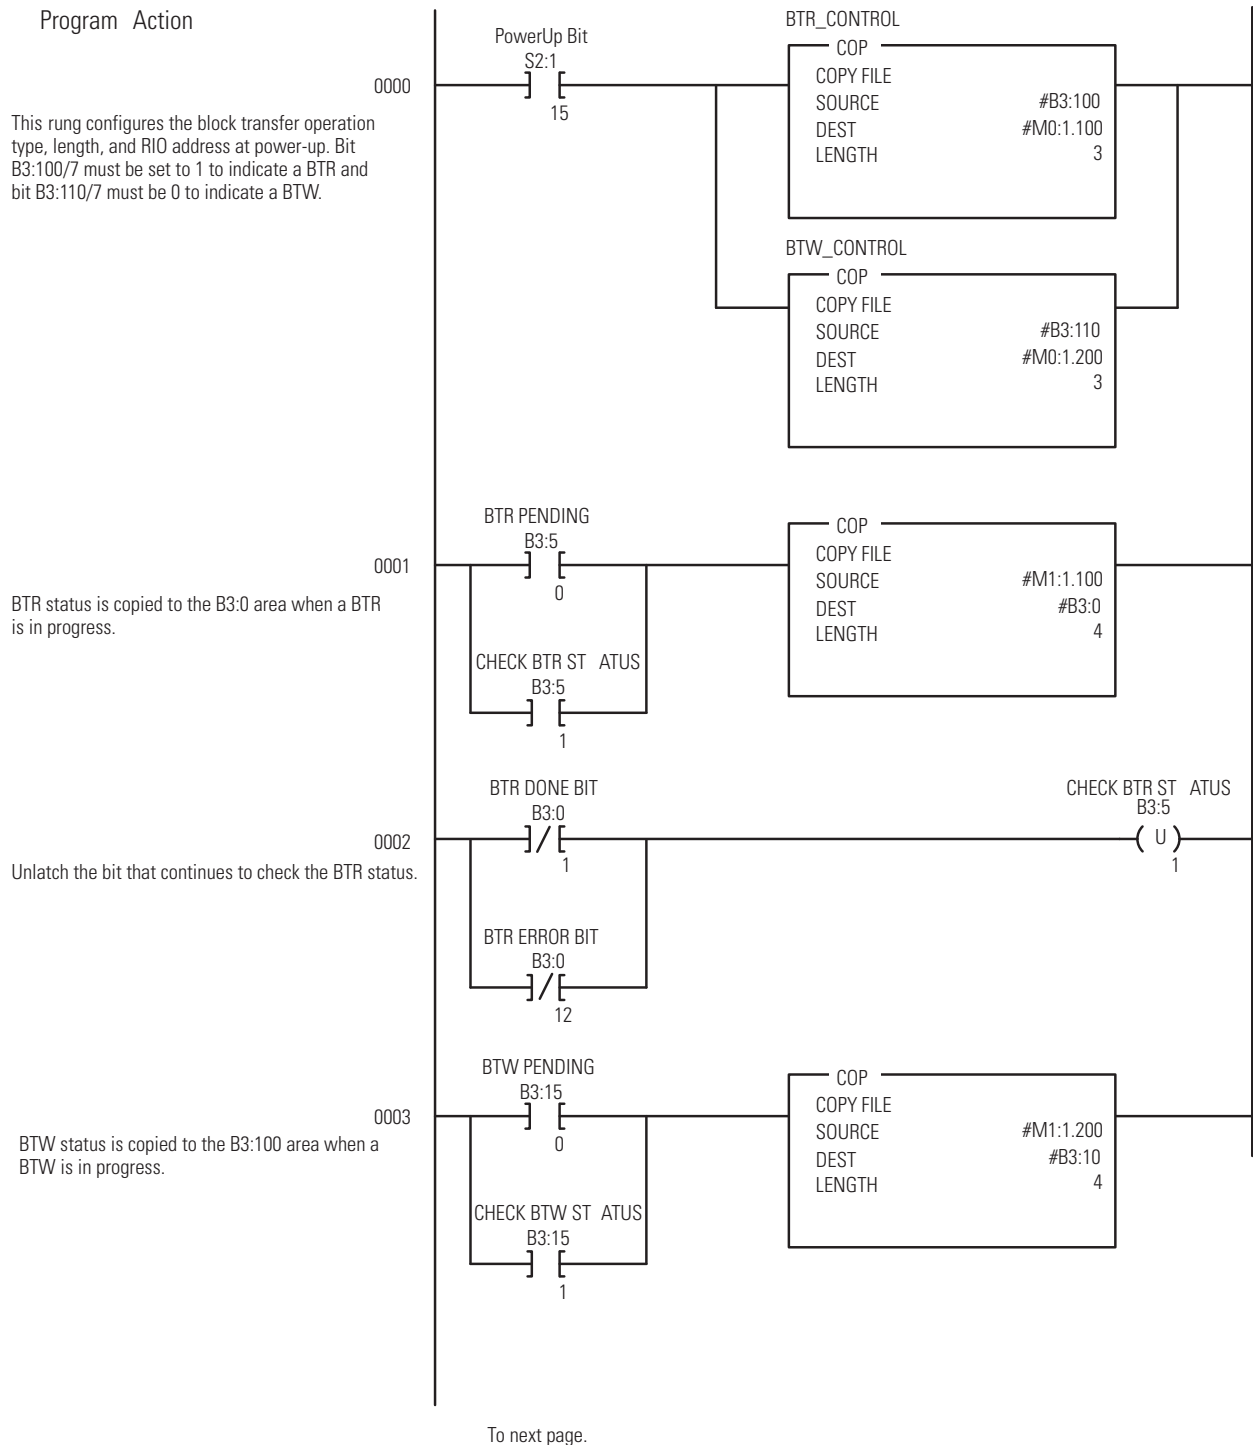 Program Action
0000
This rung configures the block transfer operation
type, length, and RIO address at power-up. Bit
B3:100/7 must be set to 1 to indicate a BTR and
bit B3:110/7 must be 0 to indicate a BTW.
PowerUp Bit
S2:1
15
BTR_CONTROL
COP
COPY FILE
SOURCE #B3:100
DEST #M0:1.100
LENGTH 3
BTW_CONTROL
COP
COPY FILE
SOURCE #B3:110
DEST #M0:1.200
LENGTH 3
0001
BTR status is copied to the B3:0 area when a BTR
is in progress.
BTR PENDING
B3:5
0
CHECK BTR ST ATUS
B3:5
1
COP
COPY FILE
SOURCE #M1:1.100
DEST #B3:0
LENGTH 4
0002
Unlatch the bit that continues to check the BTR status.
BTR DONE BIT
B3:0
1
BTR ERROR BIT
B3:0
12
CHECK BTR ST ATUS
B3:5
U
1
0003
BTW status is copied to the B3:100 area when a
BTW is in progress.
BTW PENDING
B3:15
0
CHECK BTW ST ATUS
B3:15
1
COP
COPY FILE
SOURCE #M1:1.200
DEST #B3:10
LENGTH 4
To next page.